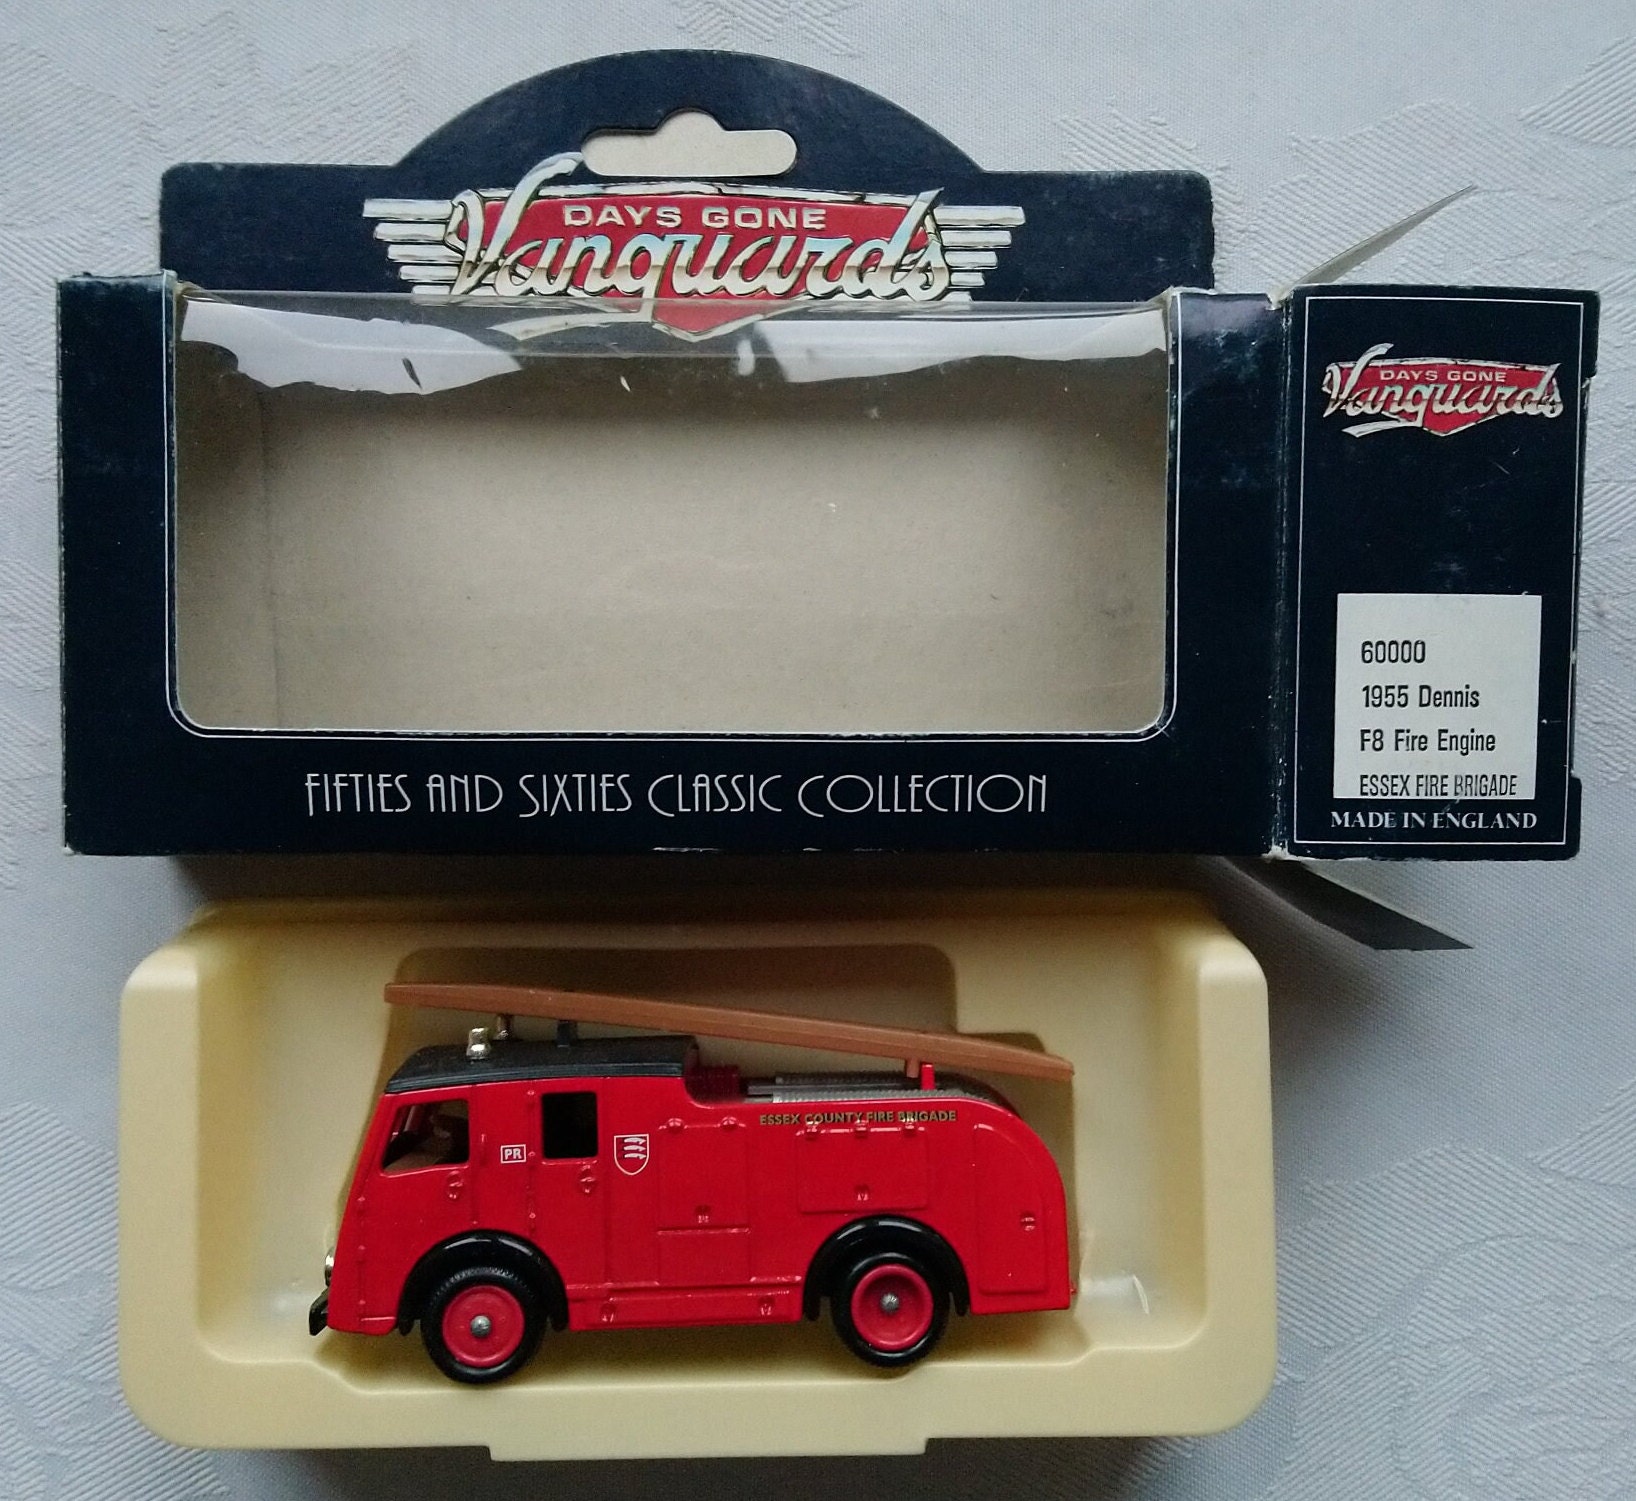 DAYS GONE
Vanguards
FIFTIES AND SIXTIES CLASSIC COLLECTION
DAYS GONE
Vanguards
60000
1955 Dennis
F8 Fire Engine
ESSEX FIRE BRIGADE
MADE IN ENGLAND
ESSEX COUNTY FIRE BRIGADE
PR